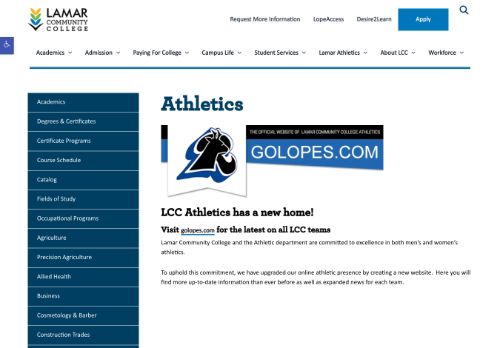 LAMAR
COMMUNITY
COLLEGE
Request More Information
LopeAccess
Desire2Learn
Apply
Academics
Admission
Paying For College
Campus Life
Student Services
Lamar Athletics
About LCC
Workforce
Academics
Degrees & Certificates
Certificate Programs
Course Schedule
Catalog
Fields of Study
Occupational Programs
Agriculture
Precision Agriculture
Allied Health
Business
Cosmetology & Barber
Construction Trades
Athletics
THE OFFICIAL WEBSITE OF LAMAR COMMUNITY COLLEGE ATHLETICS
GOLOPES.COM
LCC Athletics has a new home!
Visit golopes.com for the latest on all LCC teams
Lamar Community College and the Athletic department are committed to excellence in both men's and women's
athletics.
To uphold this commitment, we have upgraded our online athletic presence by creating a new website. Here you will
find more up-to-date information than ever before as well as expanded news for each team.